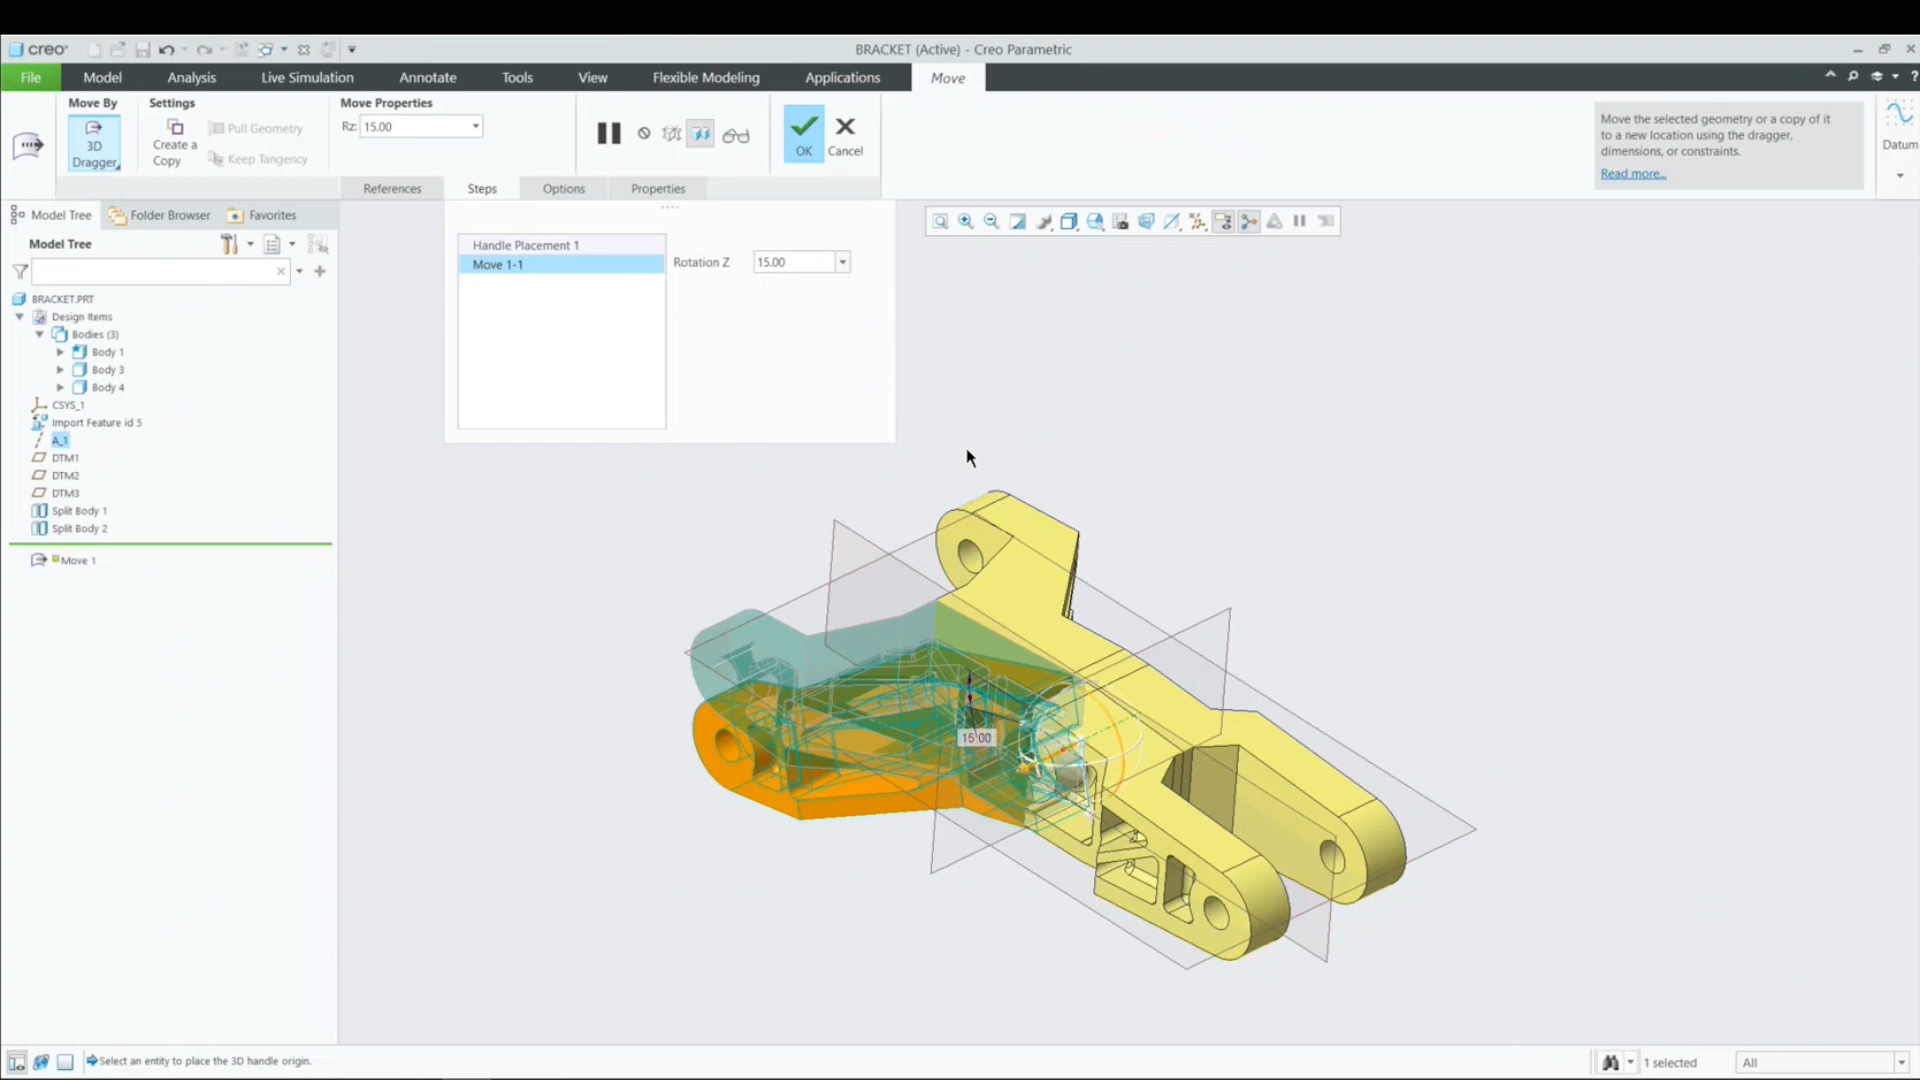 creo
BRACKET (Active) - Creo Parametric
File
Model
Analysis
Live Simulation
Annotate
Tools
View
Flexible Modeling
Applications
Move
Move By
Settings
Move Properties
3D
Dragger
Create a
Copy
Pull Geometry
Keep Tangency
Rz: 15.00
OK
Cancel
Move the selected geometry or a copy of it
to a new location using the dragger,
dimensions, or constraints.
Read more...
Datum
References
Steps
Options
Properties
Model Tree
Folder Browser
Favorites
Model Tree
Handle Placement 1
Move 1-1
Rotation Z
15.00
BRACKET.PRT
Design Items
Bodies (3)
Body 1
Body 3
Body 4
CSYS_1
Import Feature id 5
A_1
DTM1
DTM2
DTM3
Split Body 1
Split Body 2
Move 1
15.00
Select an entity to place the 3D handle origin.
1 selected
All